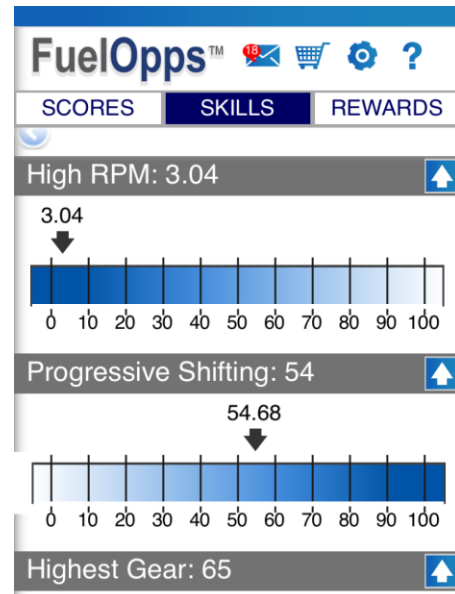 FuelOpps™ 18 ?
SCORES SKILLS REWARDS
High RPM: 3.04
3.04
0 10 20 30 40 50 60 70 80 90 100
Progressive Shifting: 54
54.68
0 10 20 30 40 50 60 70 80 90 100
Highest Gear: 65